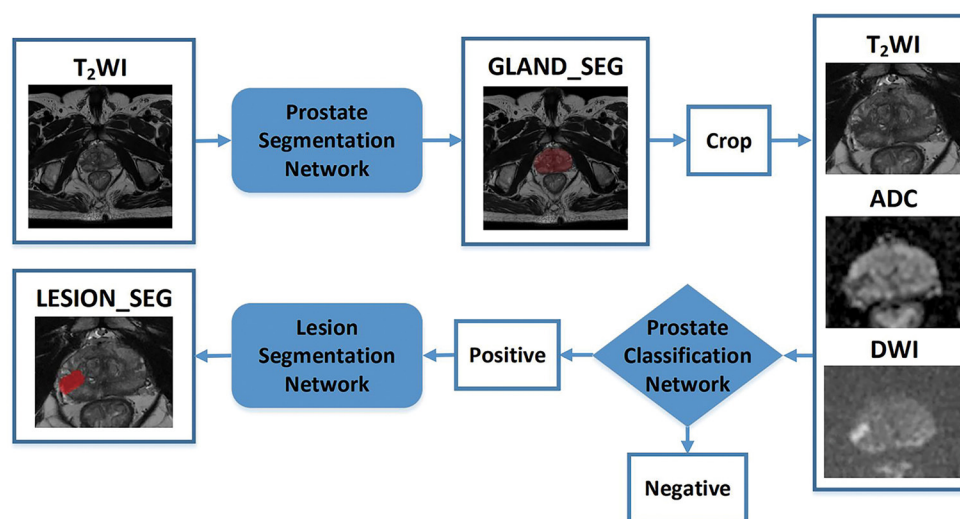 T₂WI
Prostate
Segmentation
Network
GLAND_SEG
Crop
T₂WI
ADC
DWI
Prostate
Classification
Network
Negative
Positive
Lesion
Segmentation
Network
LESION_SEG